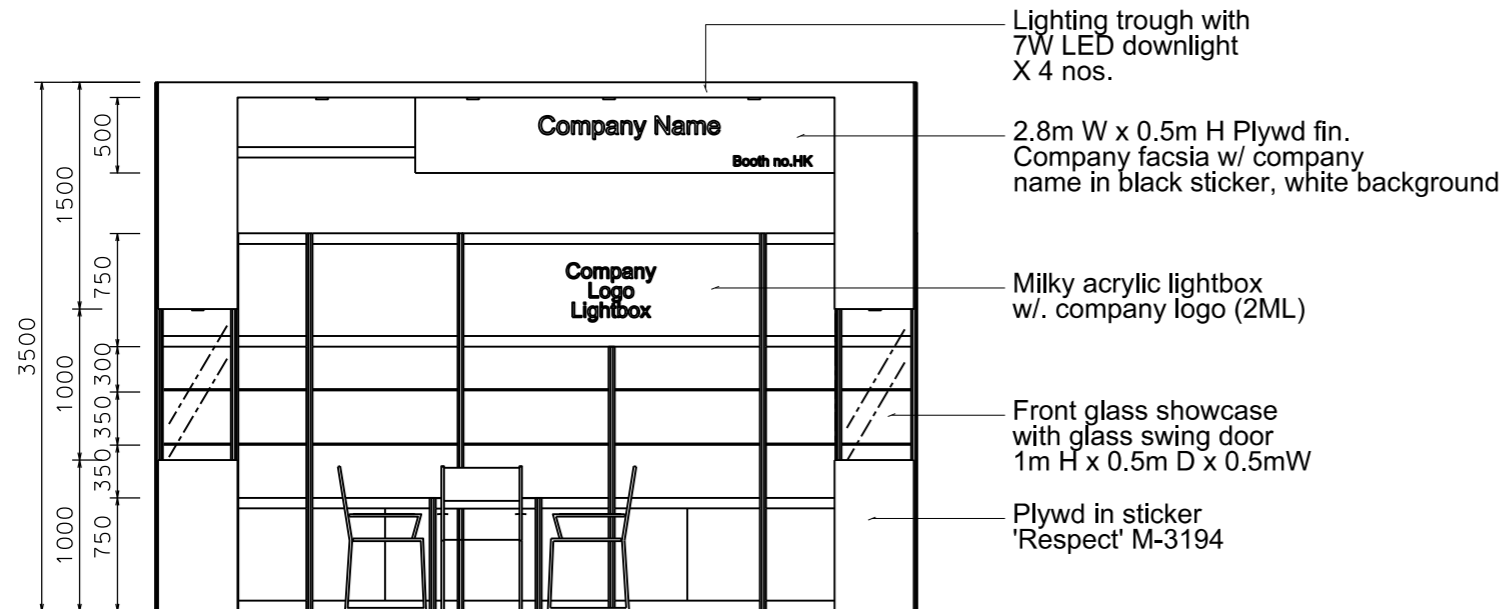 Lighting trough with
7W LED downlight
X 4 nos.
2.8m W x 0.5m H Plywd fin.
Company facsia w/ company
name in black sticker, white background
Milky acrylic lightbox
w/. company logo (2ML)
Front glass showcase
with glass swing door
1m H x 0.5m D x 0.5mW
Plywd in sticker
'Respect' M-3194
Company Name
Booth no.HK
Company
Logo
Lightbox
3500
1500
1000
1000
500
750
300
350
350
750